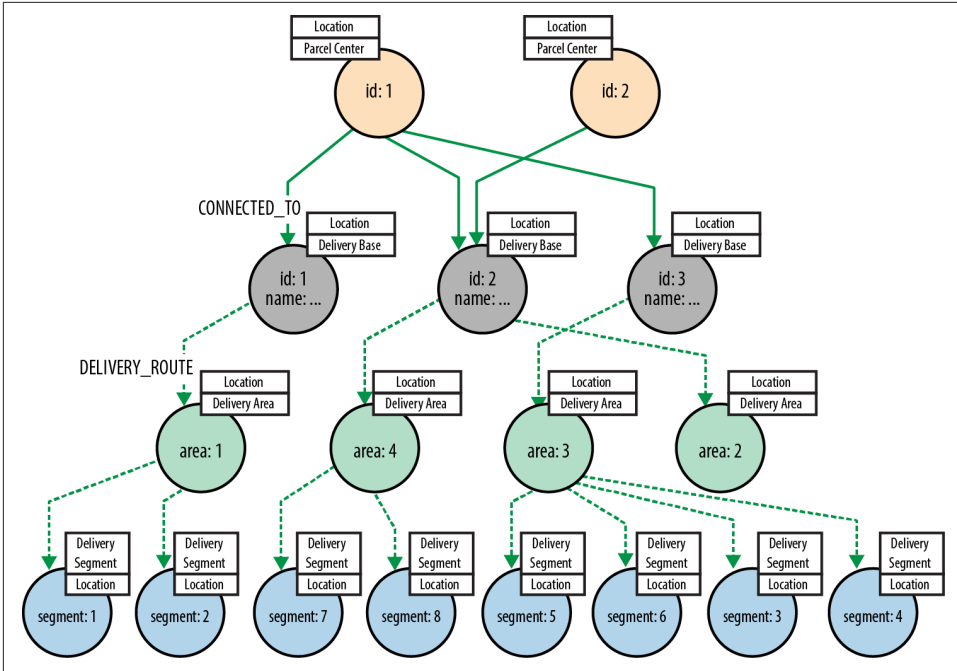 Location
Parcel Center
id: 1
Location
Parcel Center
id: 2
CONNECTED_TO
Location
Delivery Base
id: 1
name: ...
Location
Delivery Base
id: 2
name: ...
Location
Delivery Base
id: 3
name: ...
DELIVERY_ROUTE
Location
Delivery Area
area: 1
Location
Delivery Area
area: 4
Location
Delivery Area
area: 3
Location
Delivery Area
area: 2
Delivery
Segment
Location
segment: 1
Delivery
Segment
Location
segment: 2
Delivery
Segment
Location
segment: 7
Delivery
Segment
Location
segment: 8
Delivery
Segment
Location
segment: 5
Delivery
Segment
Location
segment: 6
Delivery
Segment
Location
segment: 3
Delivery
Segment
Location
segment: 4